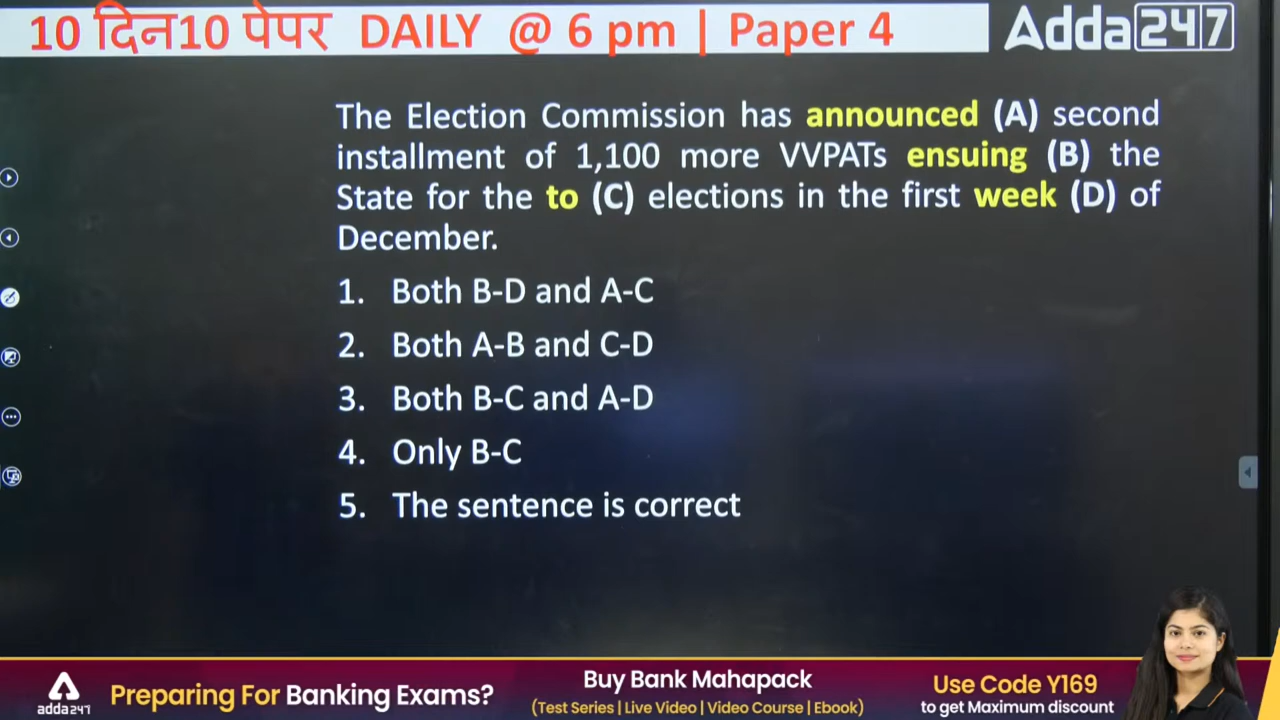 10 दिन10 पेपर DAILY @ 6 pm | Paper 4
Adda247
The Election Commission has announced (A) second
installment of 1,100 more VVPATs ensuing (B) the
State for the to (C) elections in the first week (D) of
December.
1. Both B-D and A-C
2. Both A-B and C-D
3. Both B-C and A-D
4. Only B-C
5. The sentence is correct
adda247
Preparing For Banking Exams?
Buy Bank Mahapack
(Test Series | Live Video | Video Course | Ebook)
Use Code Y169
to get Maximum discount